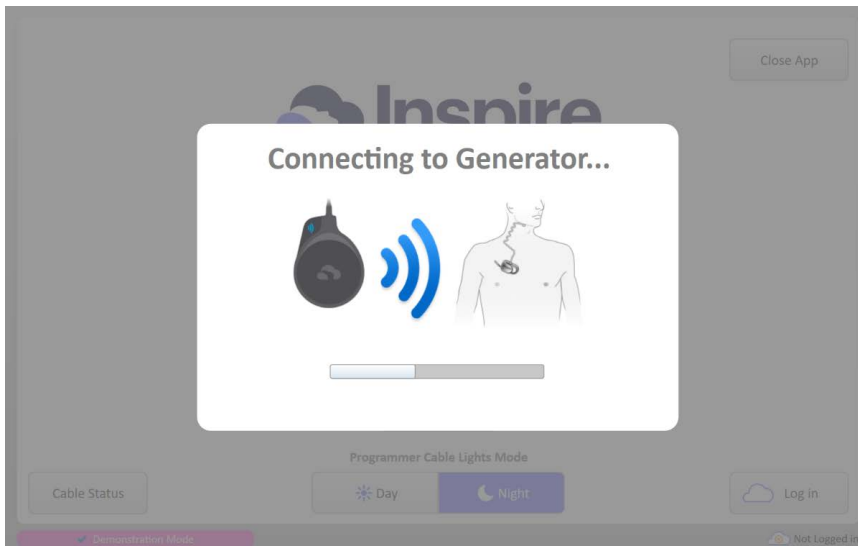 Close App
Inspire
Connecting to Generator...
Programmer Cable Lights Mode
Cable Status
Day
Night
Log in
Demonstration Mode
Not Logged in